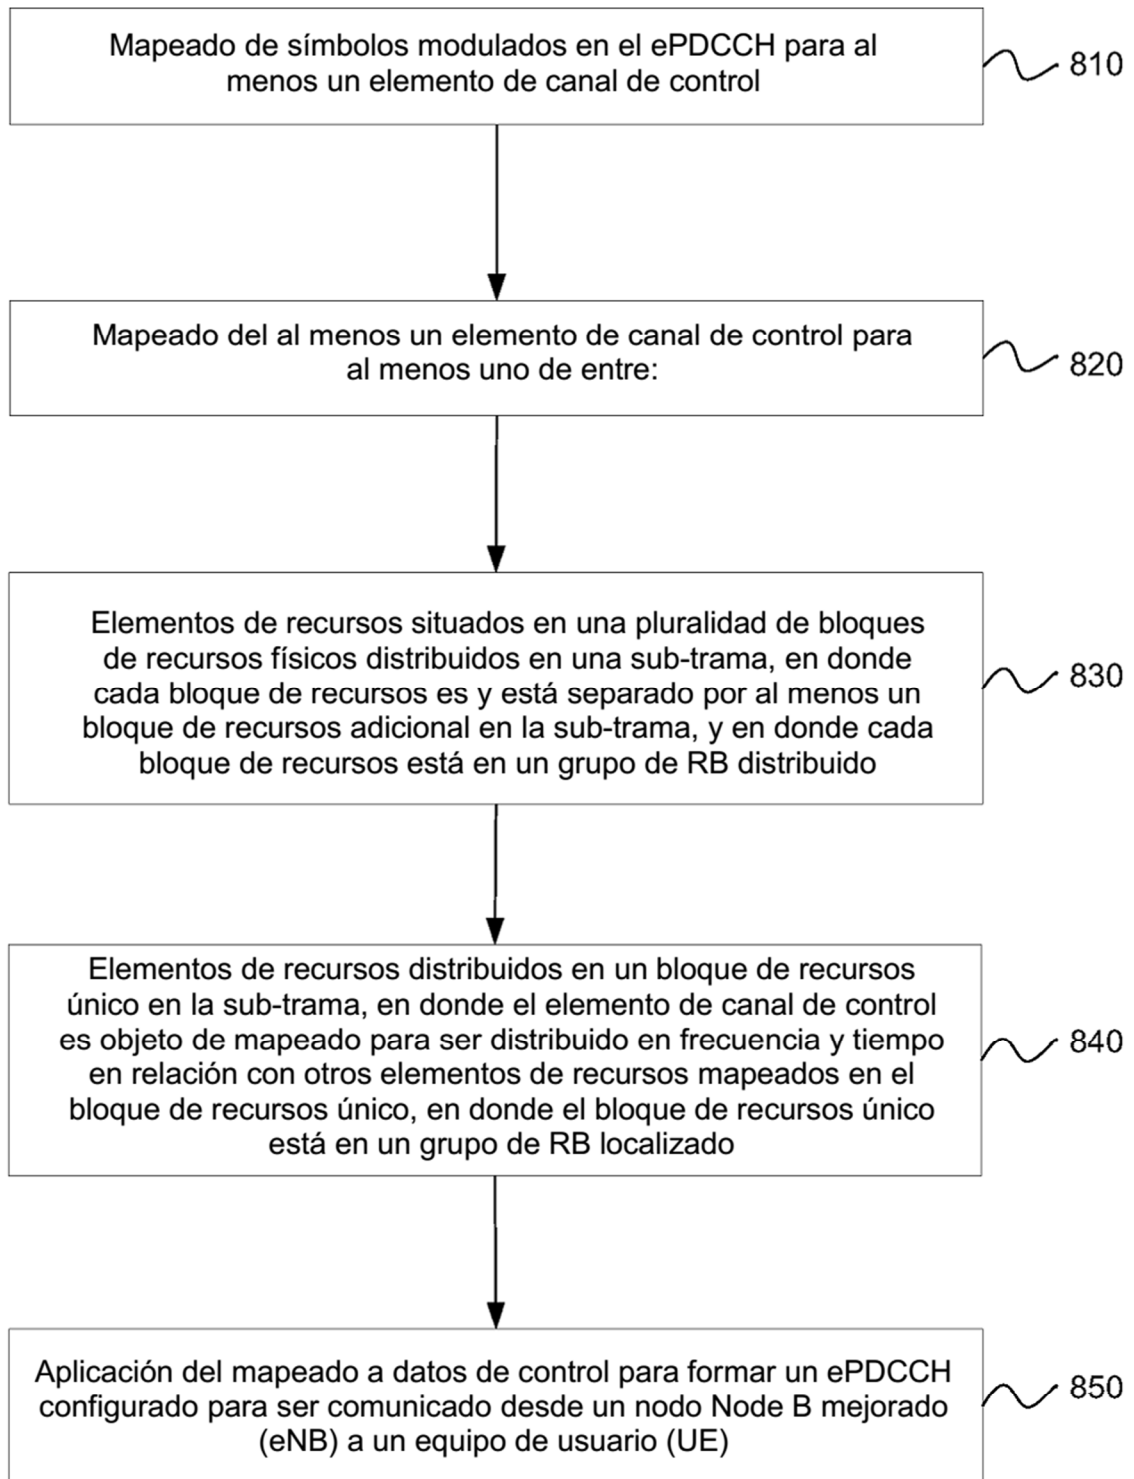 Mapeado de símbolos modulados en el ePDCCH para al
menos un elemento de canal de control
810
Mapeado del al menos un elemento de canal de control para
al menos uno de entre:
820
Elementos de recursos situados en una pluralidad de bloques
de recursos físicos distribuidos en una sub-trama, en donde
cada bloque de recursos es y está separado por al menos un
bloque de recursos adicional en la sub-trama, y en donde cada
bloque de recursos está en un grupo de RB distribuido
830
Elementos de recursos distribuidos en un bloque de recursos
único en la sub-trama, en donde el elemento de canal de control
es objeto de mapeado para ser distribuido en frecuencia y tiempo
en relación con otros elementos de recursos mapeados en el
bloque de recursos único, en donde el bloque de recursos único
está en un grupo de RB localizado
840
Aplicación del mapeado a datos de control para formar un ePDCCH
configurado para ser comunicado desde un nodo Node B mejorado
(eNB) a un equipo de usuario (UE)
850